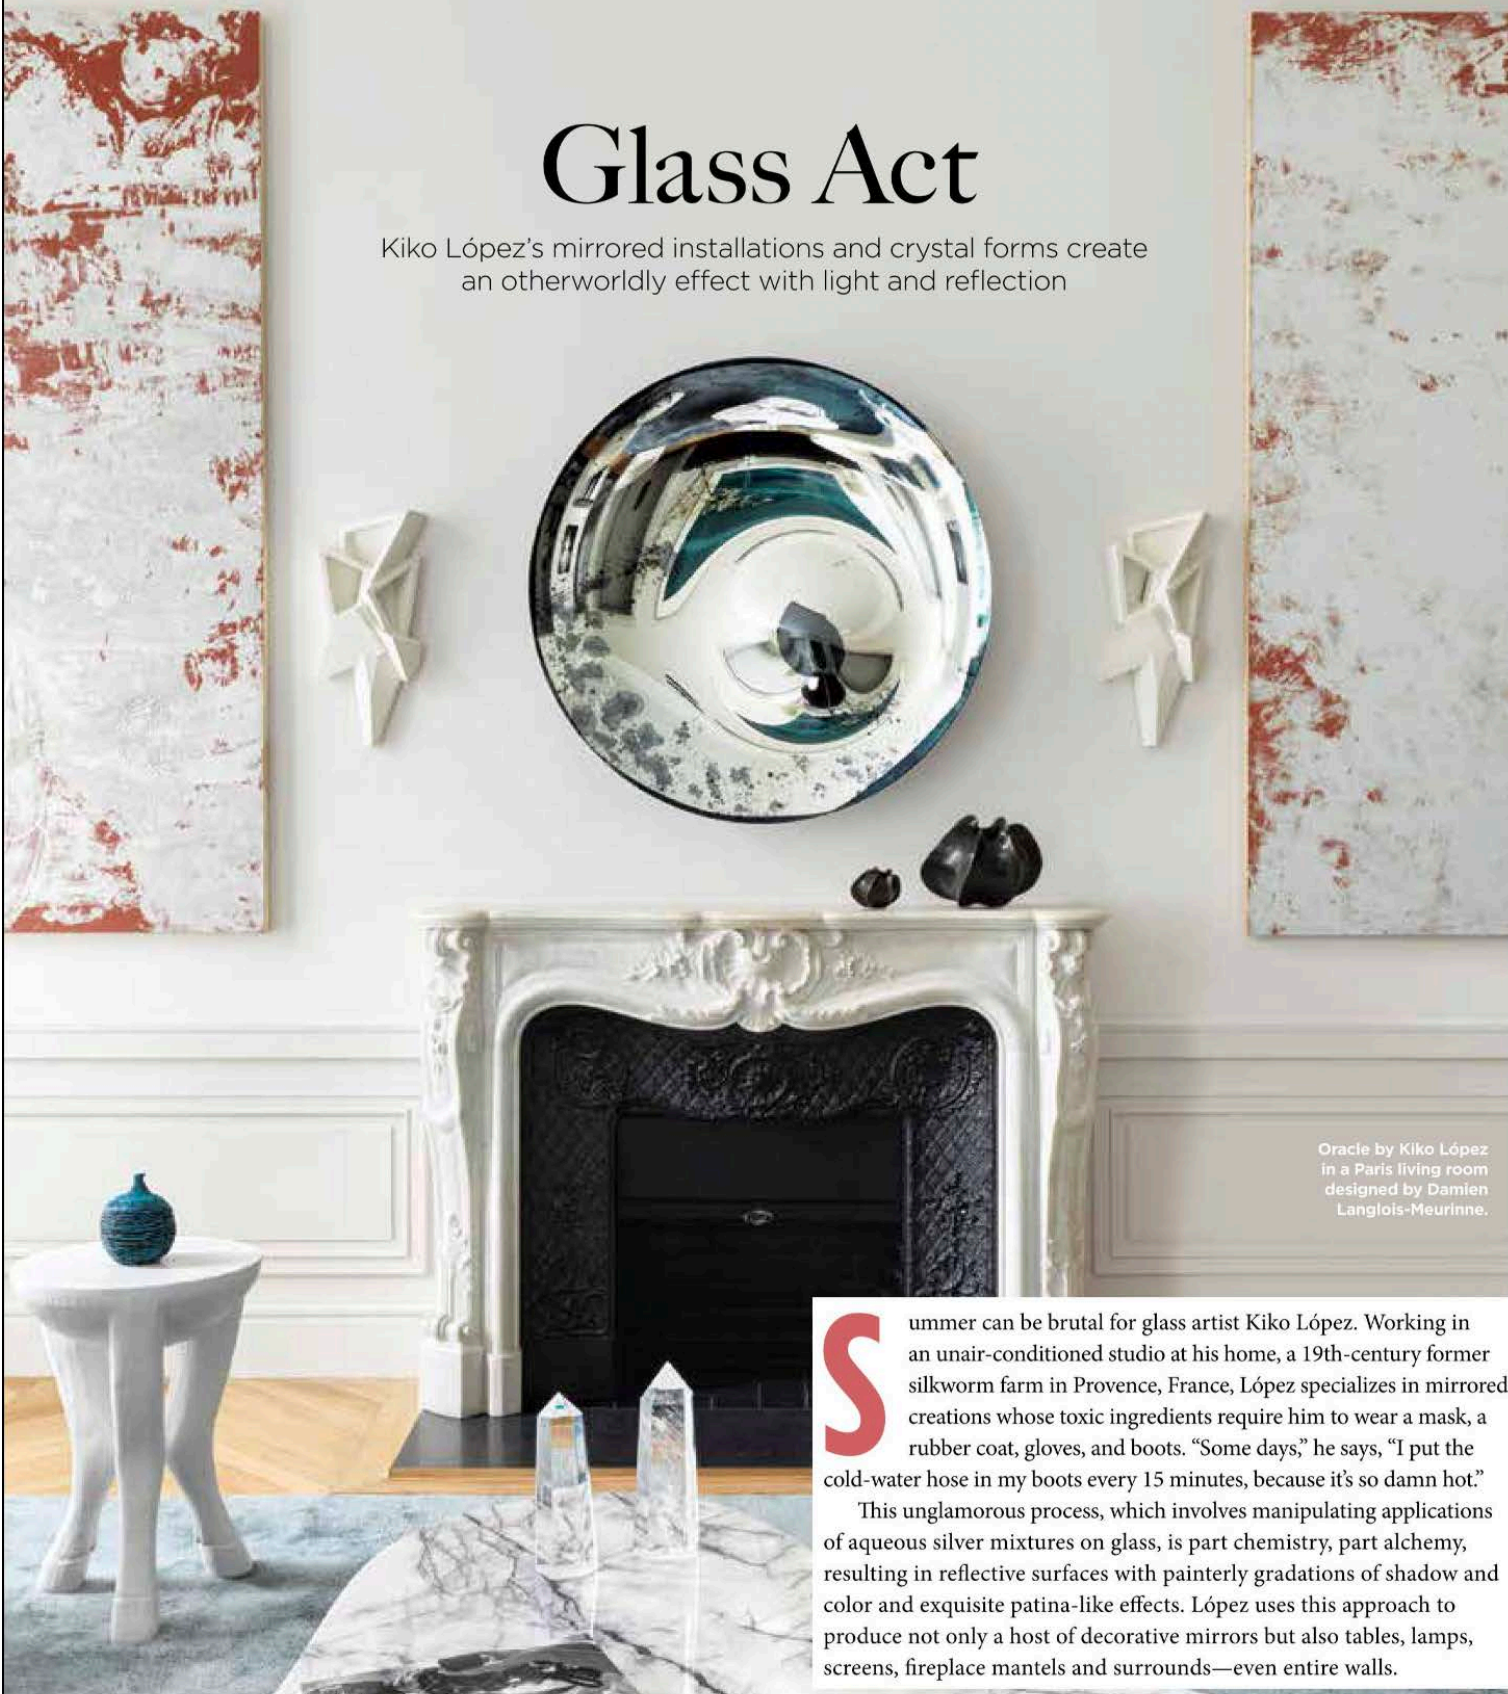 Glass Act
Kiko López’s mirrored installations and crystal forms create
an otherworldly effect with light and reflection
Oracle by Kiko López
in a Paris living room
designed by Damien
Langlois-Meurinne.
Summer can be brutal for glass artist Kiko López. Working in
an unair-conditioned studio at his home, a 19th-century former
silkworm farm in Provence, France, López specializes in mirrored
creations whose toxic ingredients require him to wear a mask, a
rubber coat, gloves, and boots. “Some days,” he says, “I put the
cold-water hose in my boots every 15 minutes, because it’s so damn hot.”
This unglamorous process, which involves manipulating applications
of aqueous silver mixtures on glass, is part chemistry, part alchemy,
resulting in reflective surfaces with painterly gradations of shadow and
color and exquisite patina-like effects. López uses this approach to
produce not only a host of decorative mirrors but also tables, lamps,
screens, fireplace mantels and surrounds—even entire walls.